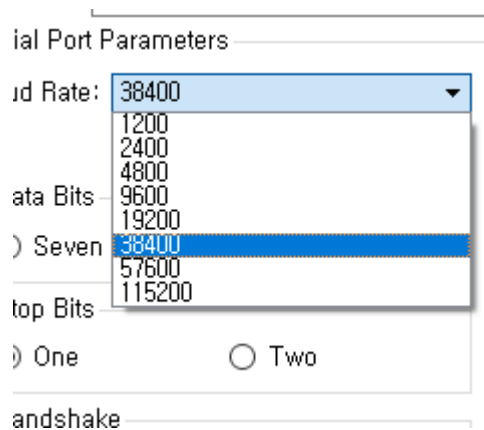 ial Port Parameters
ud Rate: 38400
1200
2400
4800
ata Bits 9600
19200
Seven 38400
57600
115200
top Bits
One Two
andshake